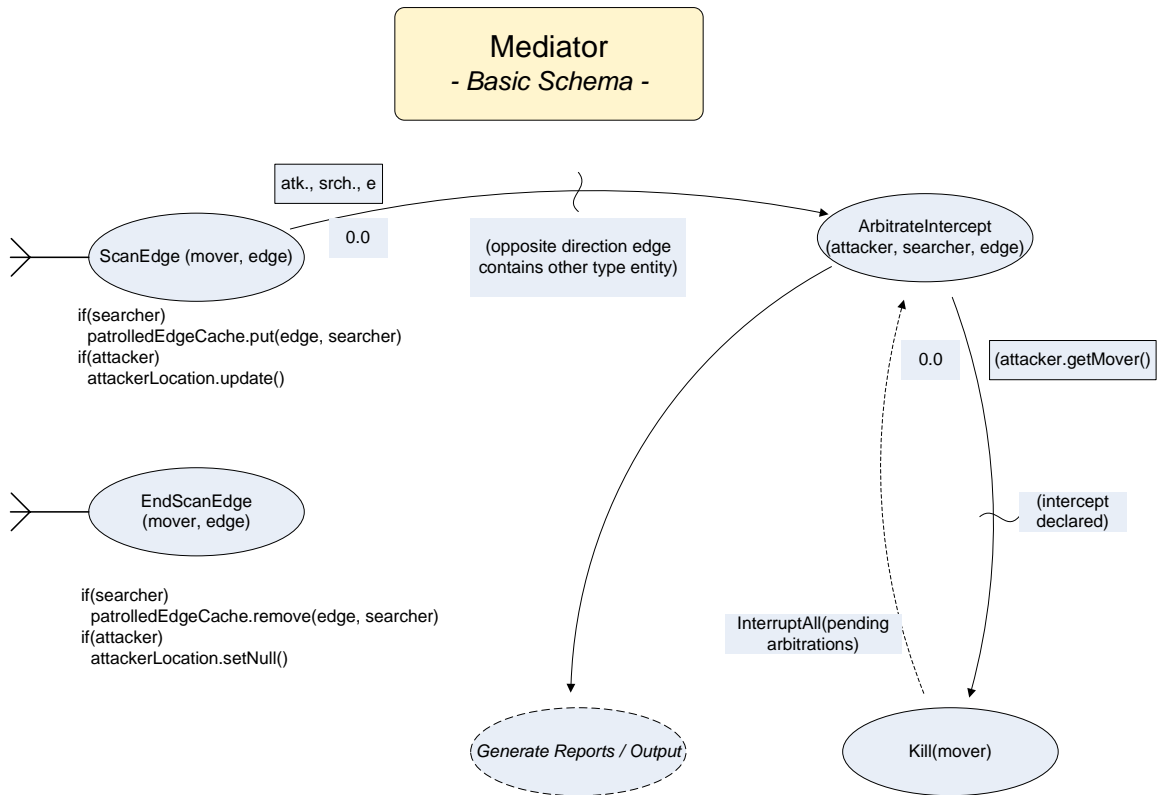 Mediator
- Basic Schema -
atk., srch., e
0.0
ScanEdge (mover, edge)
(opposite direction edge
contains other type entity)
ArbitrateIntercept
(attacker, searcher, edge)
if(searcher)
patrolledEdgeCache.put(edge, searcher)
if(attacker)
attackerLocation.update()
0.0
(attacker.getMover()
EndScanEdge
(mover, edge)
(intercept
declared)
if(searcher)
patrolledEdgeCache.remove(edge, searcher)
if(attacker)
attackerLocation.setNull()
InterruptAll(pending
arbitrations)
Generate Reports / Output
Kill(mover)